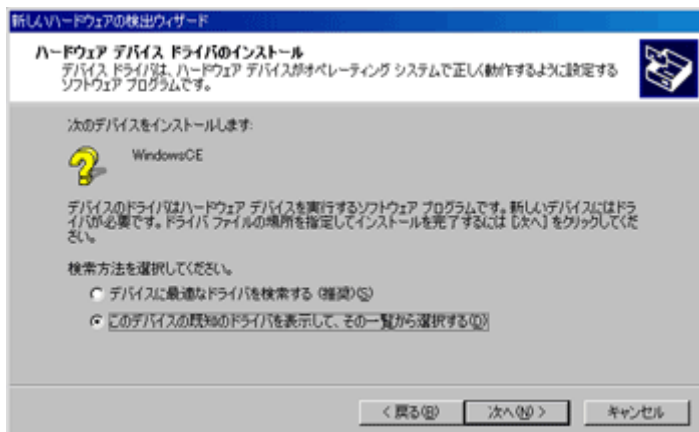 新しいハードウェアの検出ウィザード
ハードウェア デバイス ドライバのインストール
デバイス ドライバは、ハードウェア デバイスがオペレーティング システムで正しく動作するように設定する
ソフトウェア プログラムです。
次のデバイスをインストールします:
WindowsCE
デバイスのドライバはハードウェア デバイスを実行するソフトウェア プログラムです。新しいデバイスにはドラ
イバが必要です。ドライバ ファイルの場所を指定してインストールを完了するには [次へ] をクリックしてくだ
さい。
検索方法を選択してください。
デバイスに最適なドライバを検索する (推奨)(S)
このデバイスの既知のドライバを表示して、その一覧から選択する(D)
< 戻る(B)
次へ(N) >
キャンセル